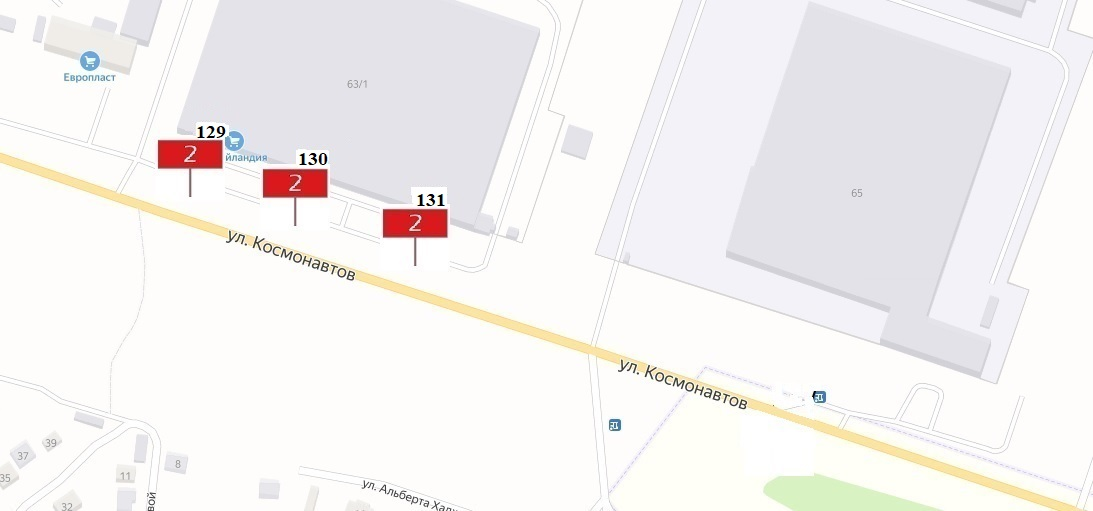 63/1
Европласт
129
2
йландия
130
2
131
2
65
ул. Космонавтов
ул. Космонавтов
39
37
35
11
8
32
вой
ул. Альберта Хал